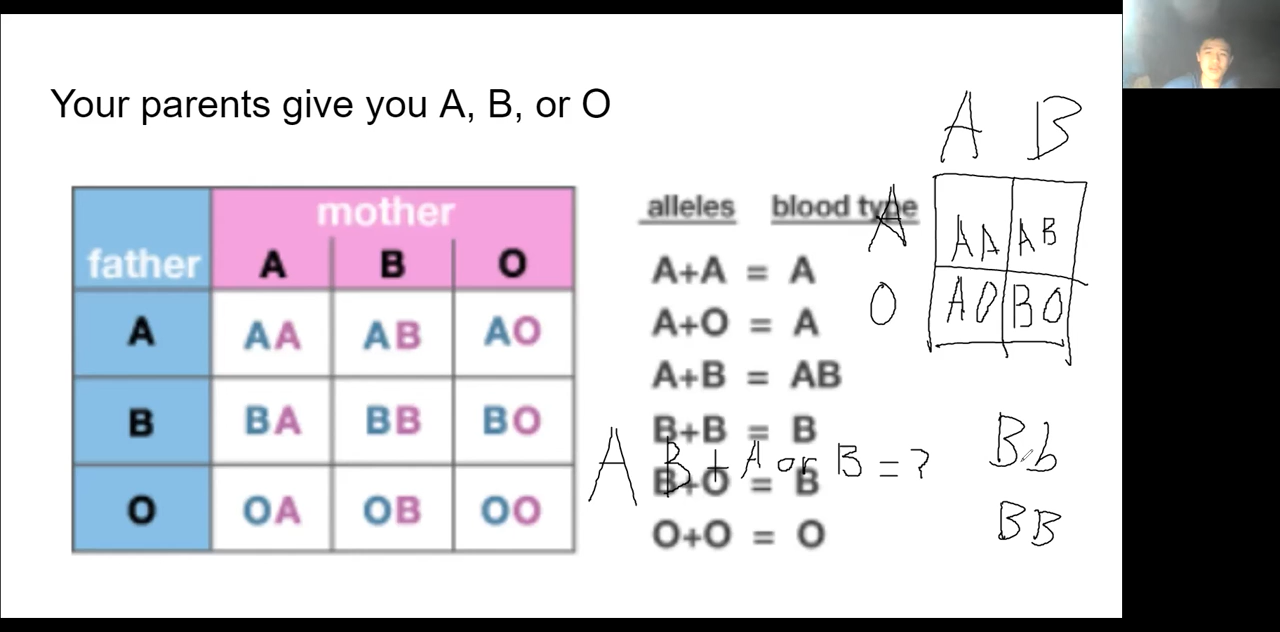 Your parents give you A, B, or O
father mother
A B O
A AA AB AO
B BA BB BO
O OA OB OO
alleles blood type
A+A = A
A+O = A
A+B = AB
B+B = B
B+O = B
O+O = O
A B + A or B = ?
A B
A AA AB
O AO BO
Bb
BB